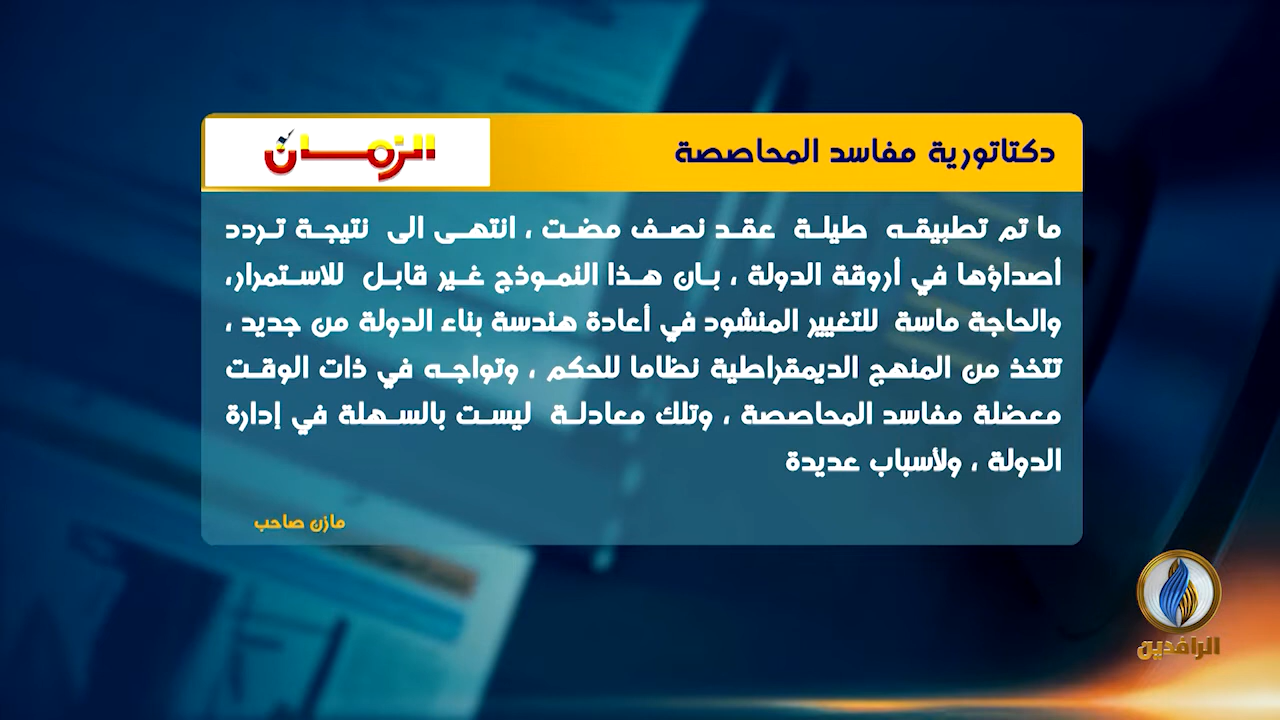 دكتاتورية مفاسد المحاصصة
الزمان
ما تم تطبيقه طيلة عقد نصف مضت ، انتهى الى نتيجة تردد
أصداؤها في أروقة الدولة ، بان هذا النموذج غير قابل للاستمرار،
والحاجة ماسة للتغيير المنشود في أعادة هندسة بناء الدولة من جديد ،
تتخذ من المنهج الديمقراطية نظاما للحكم ، وتواجه في ذات الوقت
معضلة مفاسد المحاصصة ، وتلك معادلة ليست بالسهلة في إدارة
الدولة ، ولأسباب عديدة
مازن صاحب
الرافدين